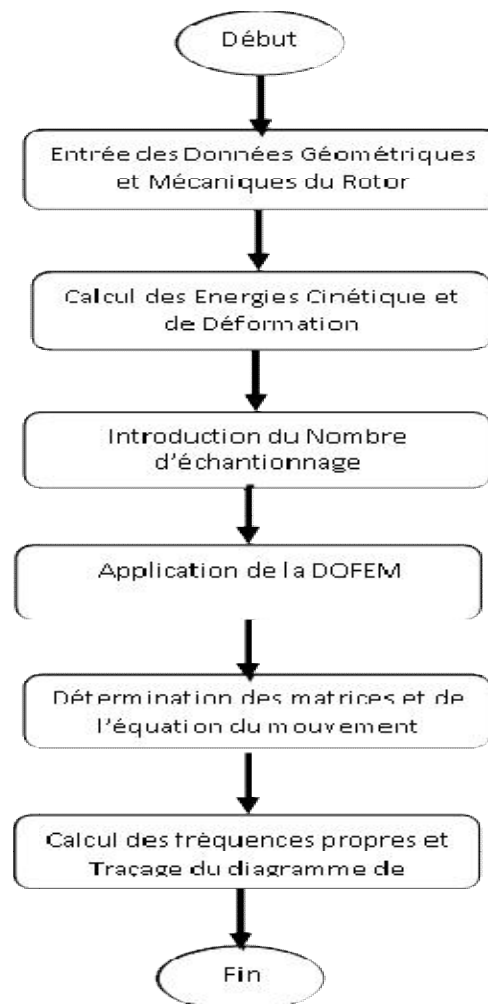 Début
Entrée des Données Géométriques
et Mécaniques du Rotor
Calcul des Energies Cinétique et
de Déformation
Introduction du Nombre
d'échantionnage
Application de la DQFEM
Détermination des matrices et de
l'équation du mouvement
Calcul des fréquences propres et
Traçage du diagramme de
Fin